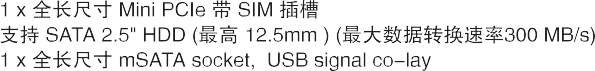 1 x 全长尺寸 Mini PCIe 带 SIM 插槽
支持 SATA 2.5" HDD (最高 12.5mm ) (最大数据转换速率300 MB/s)
1 x 全长尺寸 mSATA socket, USB signal co-lay